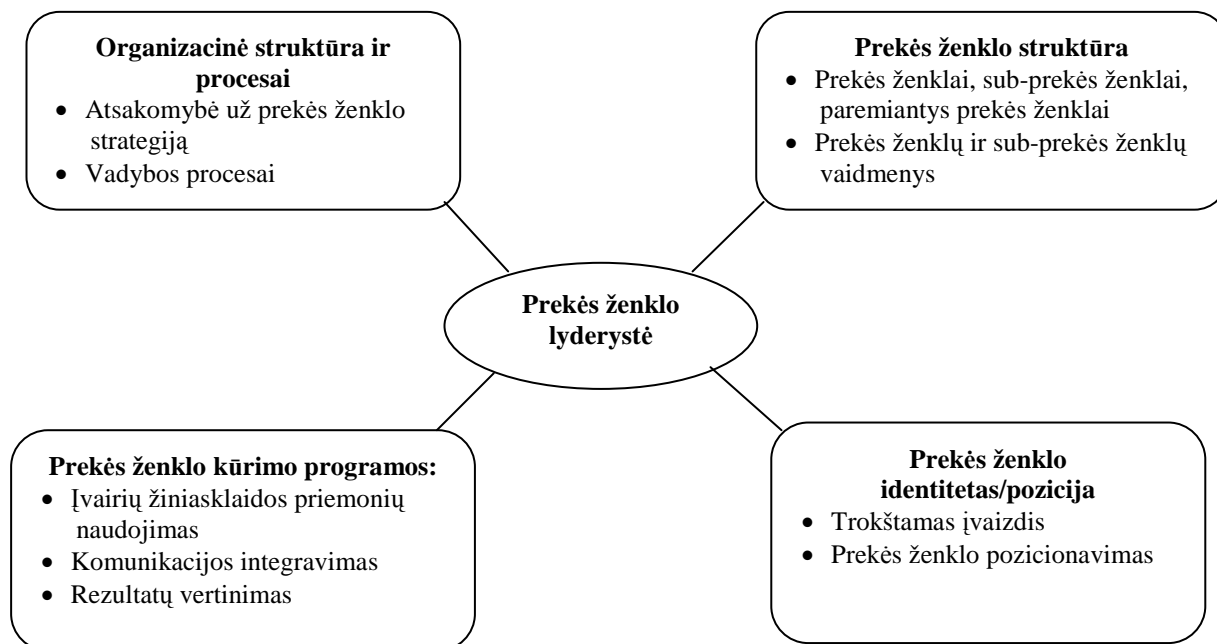 Organizacinė struktūra ir
procesai
• Atsakomybė už prekės ženklo
strategiją
• Vadybos procesai
Prekės ženklo struktūra
• Prekės ženklai, sub-prekės ženklai,
paremiantys prekės ženklai
• Prekės ženklų ir sub-prekės ženklų
vaidmenys
Prekės ženklo
lyderystė
Prekės ženklo kūrimo programos:
• Įvairių žiniasklaidos priemonių
naudojimas
• Komunikacijos integravimas
• Rezultatų vertinimas
Prekės ženklo
identitetas/pozicija
• Trokštamas įvaizdis
• Prekės ženklo pozicionavimas